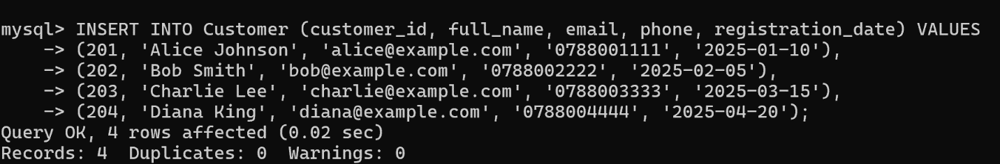 mysql> INSERT INTO Customer (customer_id, full_name, email, phone, registration_date) VALUES
    -> (201, 'Alice Johnson', 'alice@example.com', '0788001111', '2025-01-10'),
    -> (202, 'Bob Smith', 'bob@example.com', '0788002222', '2025-02-05'),
    -> (203, 'Charlie Lee', 'charlie@example.com', '0788003333', '2025-03-15'),
    -> (204, 'Diana King', 'diana@example.com', '0788004444', '2025-04-20');
Query OK, 4 rows affected (0.02 sec)
Records: 4  Duplicates: 0  Warnings: 0